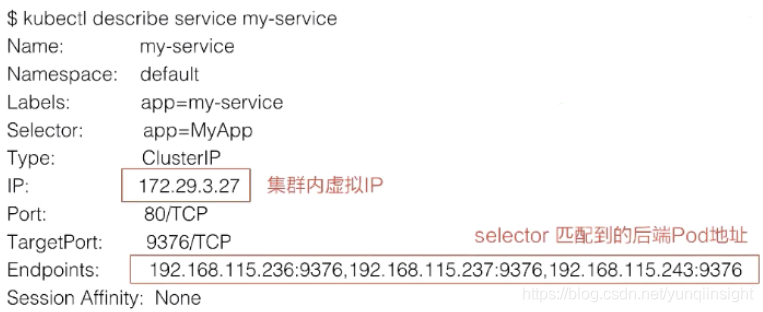 $ kubectl describe service my-service
Name: my-service
Namespace: default
Labels: app=my-service
Selector: app=MyApp
Type: ClusterIP
IP: 172.29.3.27 集群内虚拟IP
Port: 80/TCP
TargetPort: 9376/TCP selector 匹配到的后端Pod地址
Endpoints: 192.168.115.236:9376,192.168.115.237:9376,192.168.115.243:9376
Session Affinity: None
https://blog.csdn.net/yunqiinsight